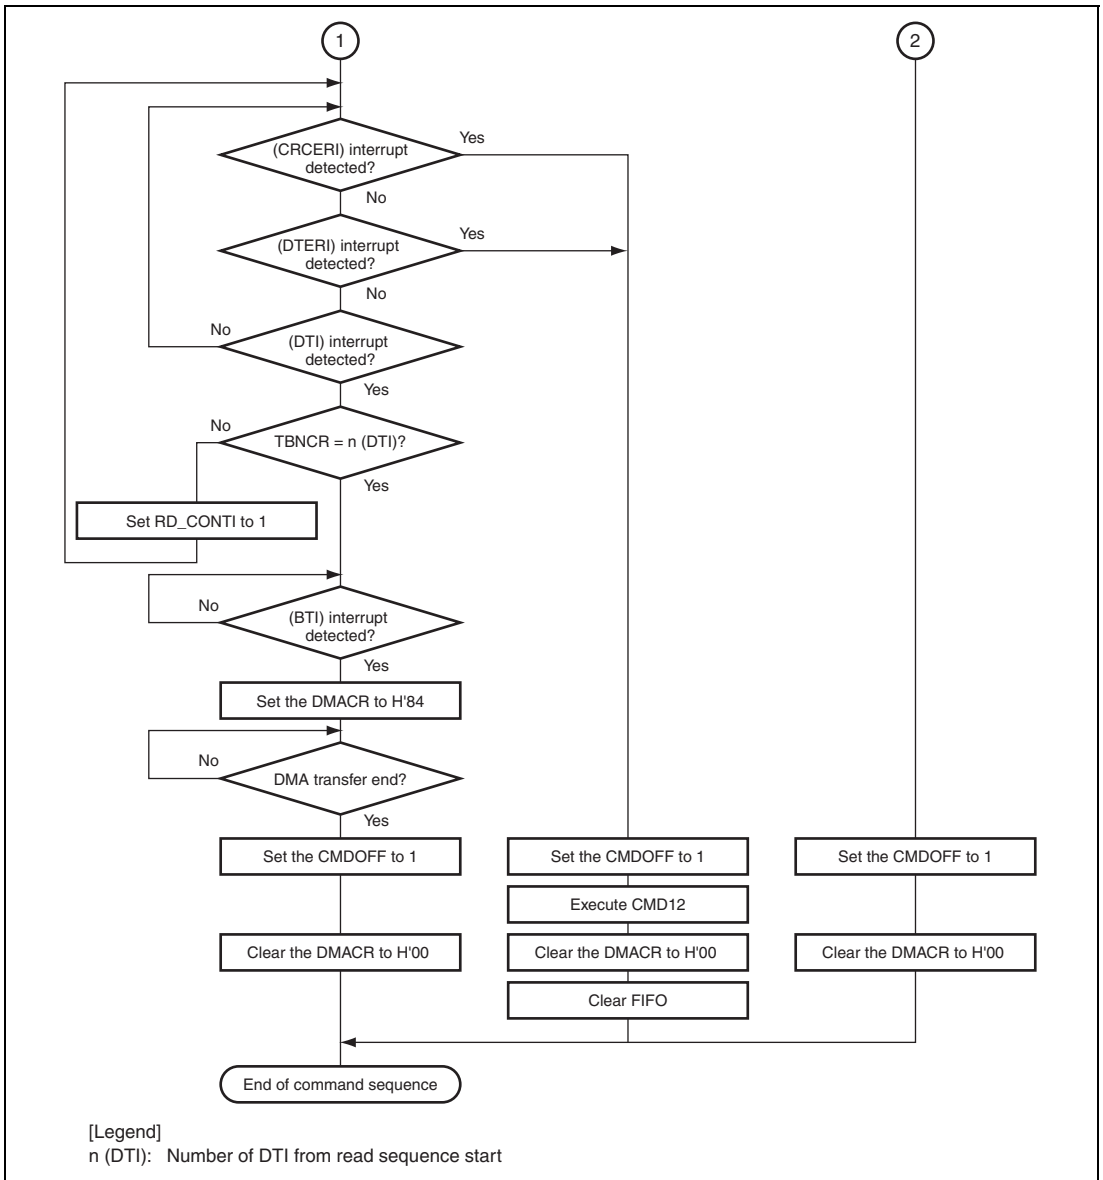 1
2
(CRCERI) interrupt
detected?
Yes
No
(DTERI) interrupt
detected?
Yes
No
(DTI) interrupt
detected?
No
Yes
TBNCR = n (DTI)?
No
Yes
Set RD_CONTI to 1
(BTI) interrupt
detected?
No
Yes
Set the DMACR to H'84
DMA transfer end?
No
Yes
Set the CMDOFF to 1
Set the CMDOFF to 1
Set the CMDOFF to 1
Execute CMD12
Clear the DMACR to H'00
Clear the DMACR to H'00
Clear the DMACR to H'00
Clear FIFO
End of command sequence
[Legend]
n (DTI): Number of DTI from read sequence start